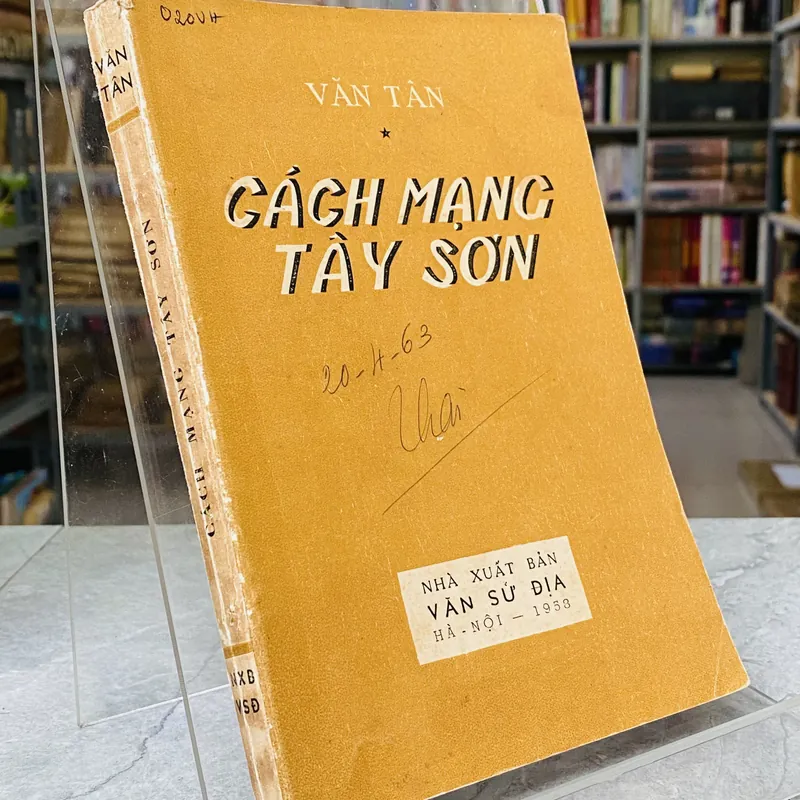 VĂN TÂN
CÁCH MẠNG
TÂY SƠN
20-4-63
Thái
NHÀ XUẤT BẢN
VĂN SỬ ĐỊA
HÀ-NỘI — 1958
VĂN
TÂN
CÁCH MẠNG TÂY SƠN
NXB
VSĐ